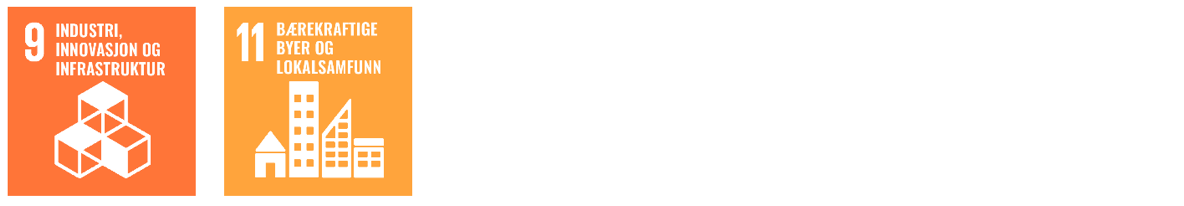 9
INDUSTRI,
INNOVASJON OG
INFRASTRUKTUR
11
BÆREKRAFTIGE
BYER OG
LOKALSAMFUNN